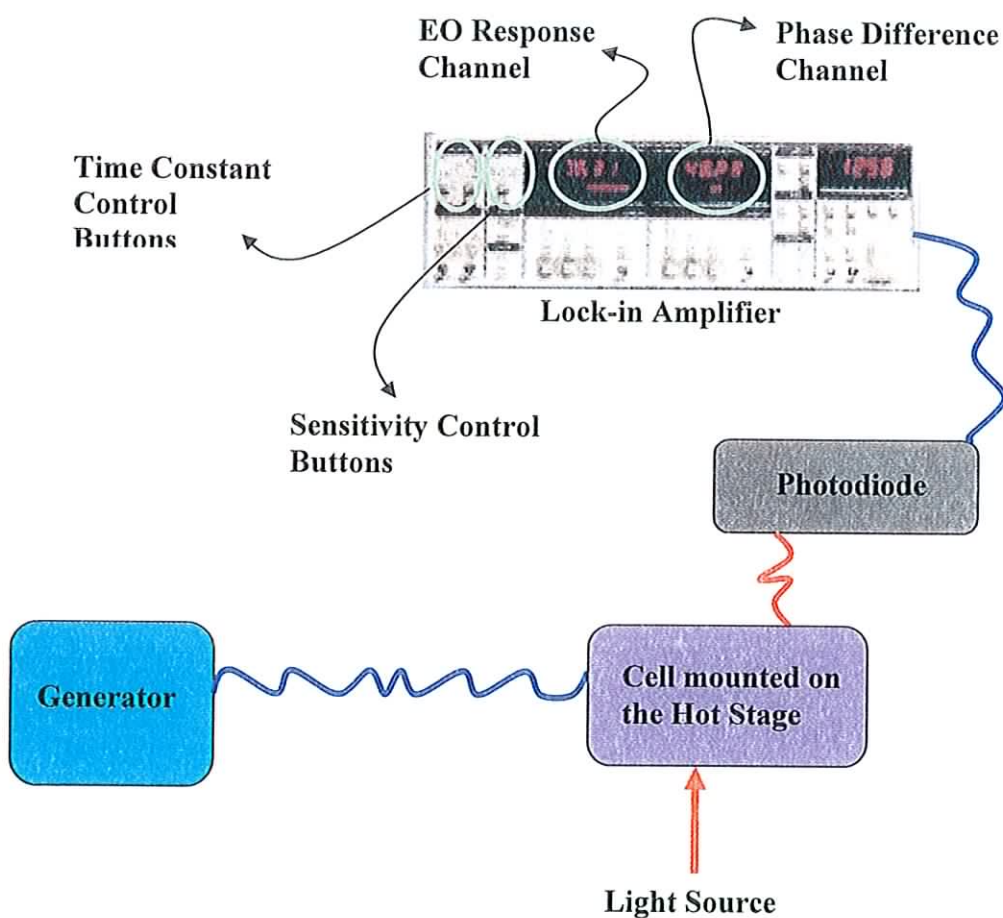 EO Response
Channel
Phase Difference
Channel
Time Constant
Control
Buttons
Lock-in Amplifier
Sensitivity Control
Buttons
Photodiode
Generator
Cell mounted on
the Hot Stage
Light Source